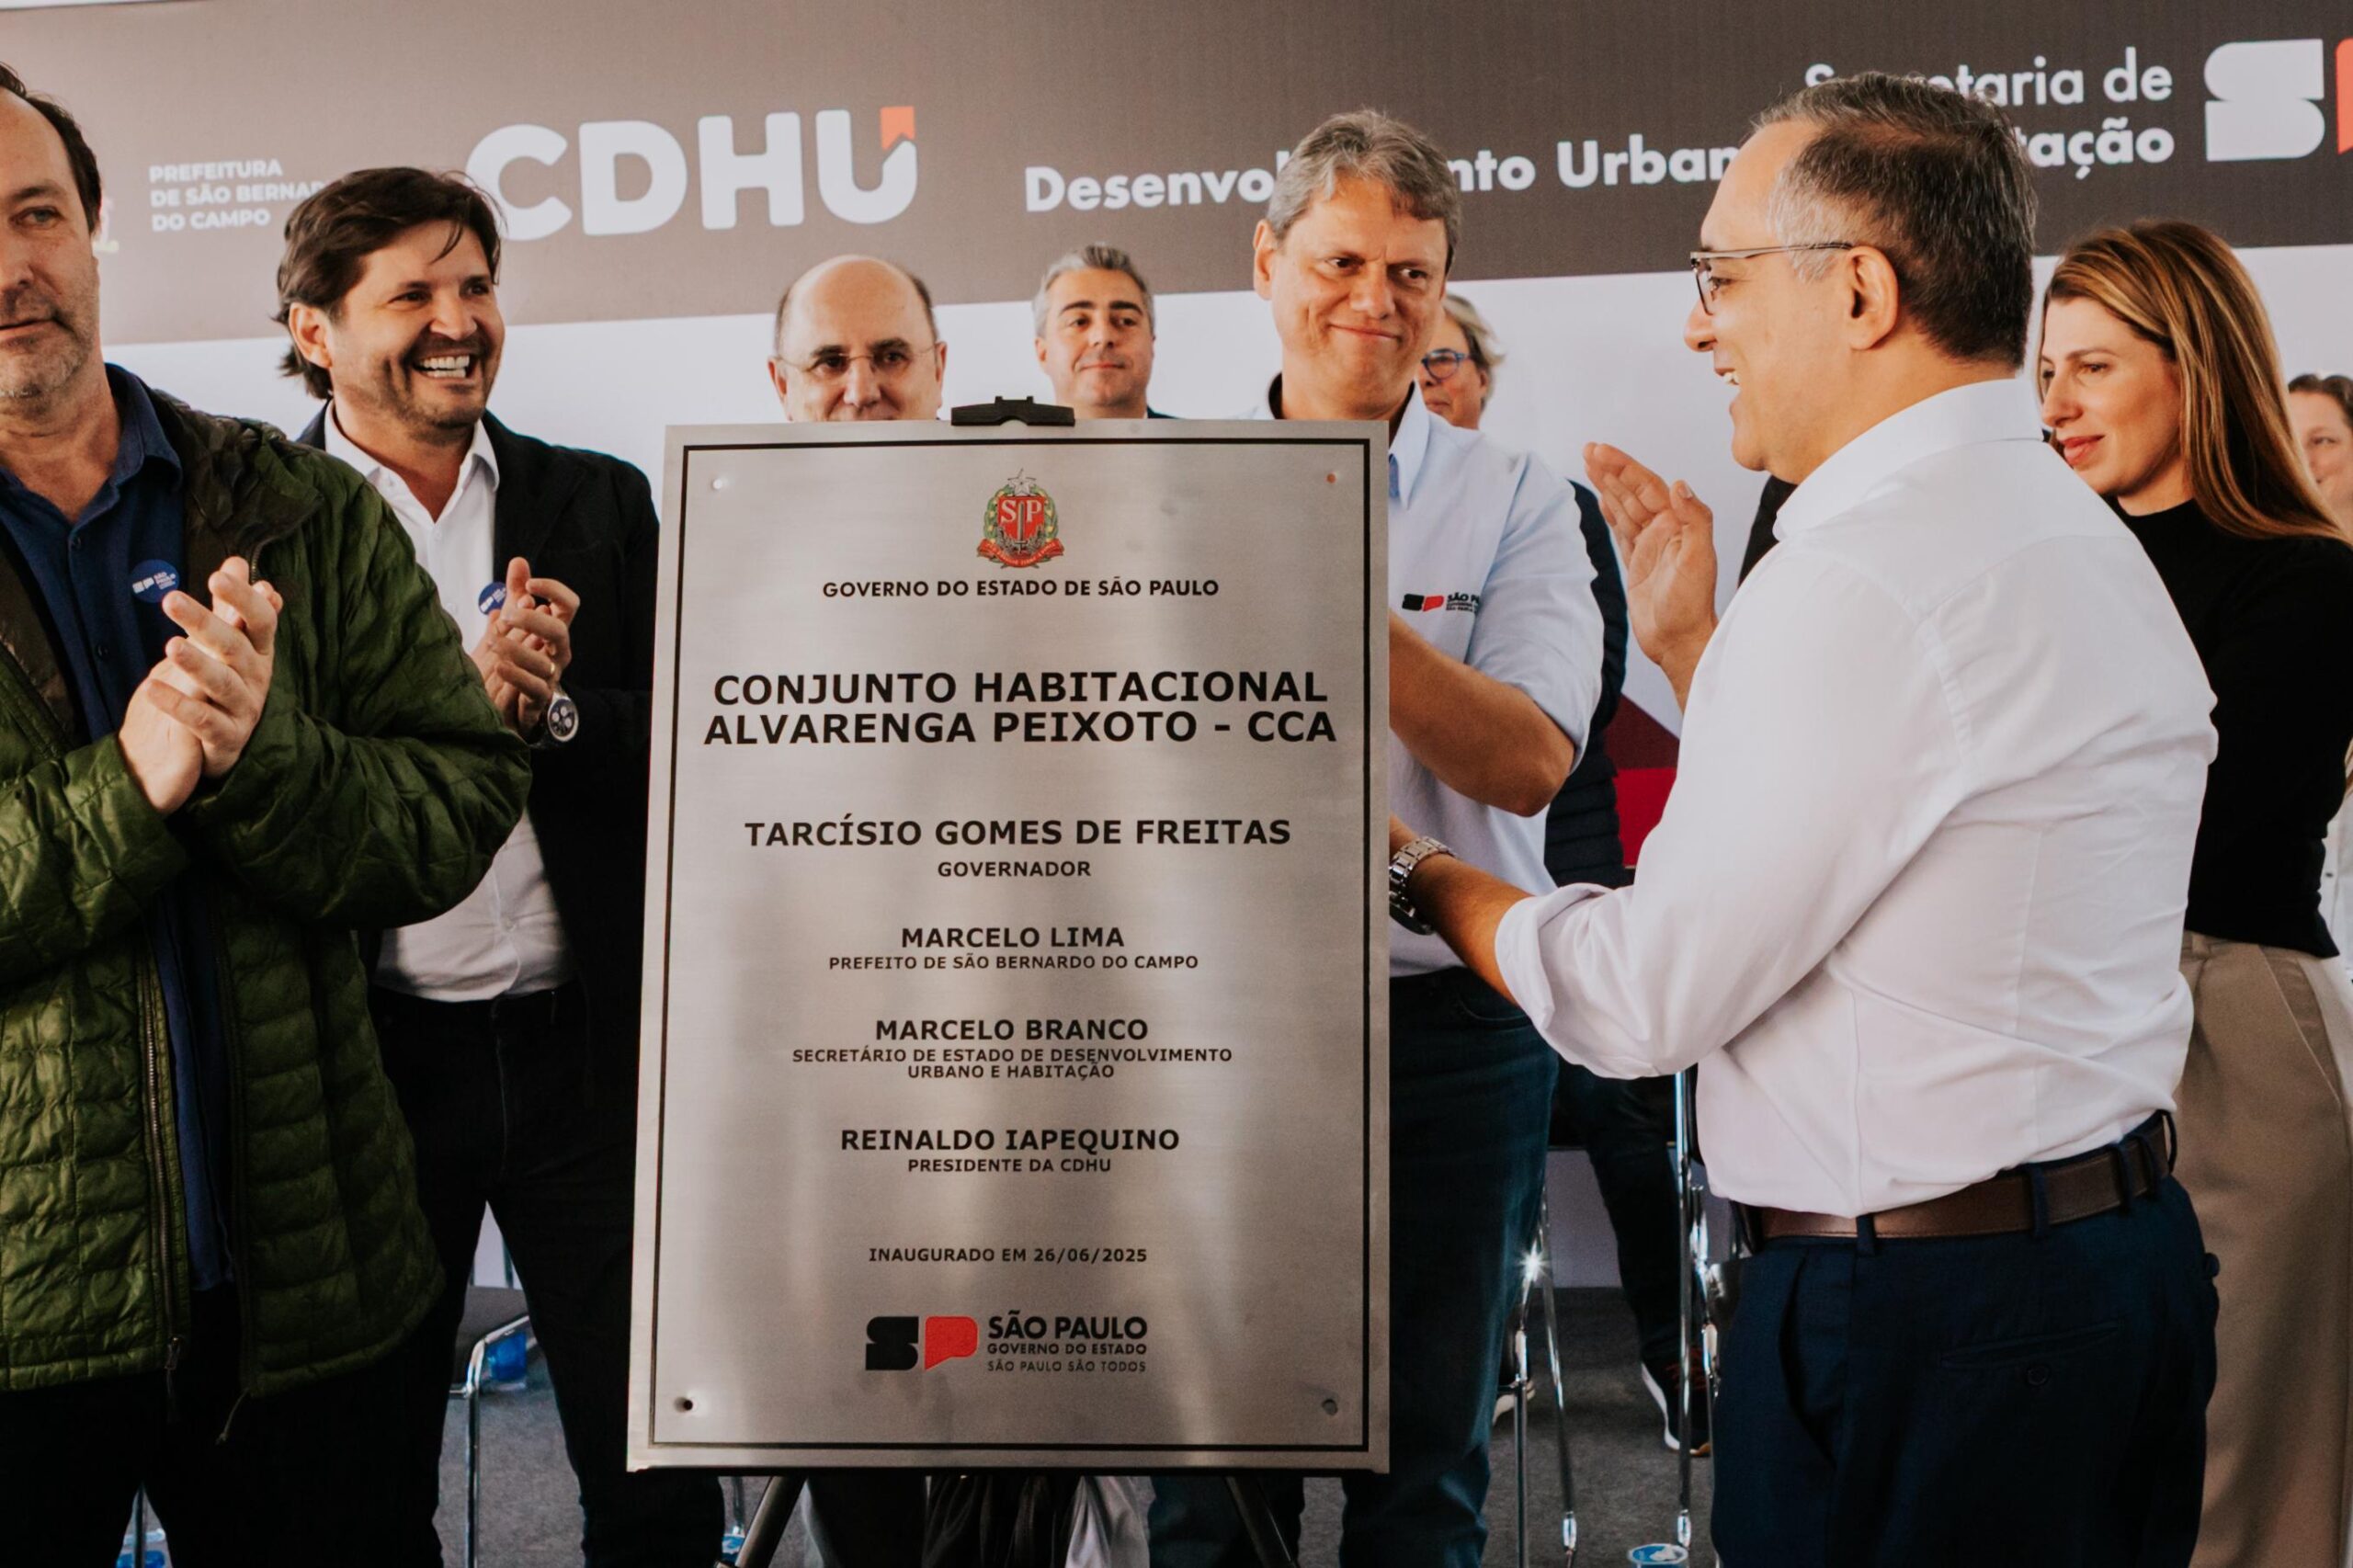 PREFEITURA
DE SÃO BERNAR
DO CAMPO
CDHU
Desenvo nto Urban
Secretaria de
tação
SP
GOVERNO DO ESTADO DE SÃO PAULO
CONJUNTO HABITACIONAL
ALVARENGA PEIXOTO - CCA
TARCÍSIO GOMES DE FREITAS
GOVERNADOR
MARCELO LIMA
PREFEITO DE SÃO BERNARDO DO CAMPO
MARCELO BRANCO
SECRETÁRIO DE ESTADO DE DESENVOLVIMENTO
URBANO E HABITAÇÃO
REINALDO IAPEQUINO
PRESIDENTE DA CDHU
INAUGURADO EM 26/06/2025
SP SÃO PAULO
GOVERNO DO ESTADO
SÃO PAULO SÃO TODOS